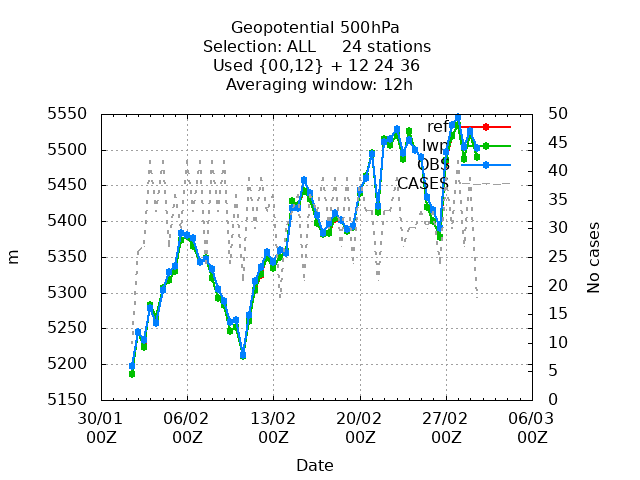 Geopotential 500hPa
Selection: ALL 24 stations
Used {00,12} + 12 24 36
Averaging window: 12h
5550
5500
5450
5400
5350
5300
5250
5200
5150
m
50
45
40
35
30
25
20
15
10
5
0
No cases
ref
lwp
OBS
CASES
30/01 06/02 13/02 20/02 27/02 06/03
00Z 00Z 00Z 00Z 00Z 00Z
Date